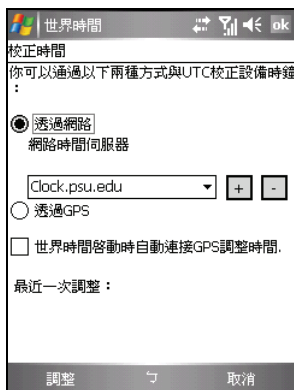 世界時間
ok
校正時間
你可以通過以下兩種方式與UTC校正設備時鐘
:
透過網路
網路時間伺服器
Clock.psu.edu
+ -
透過GPS
世界時間啓動時自動連接GPS調整時間.
最近一次調整：
調整 ㄅ 取消